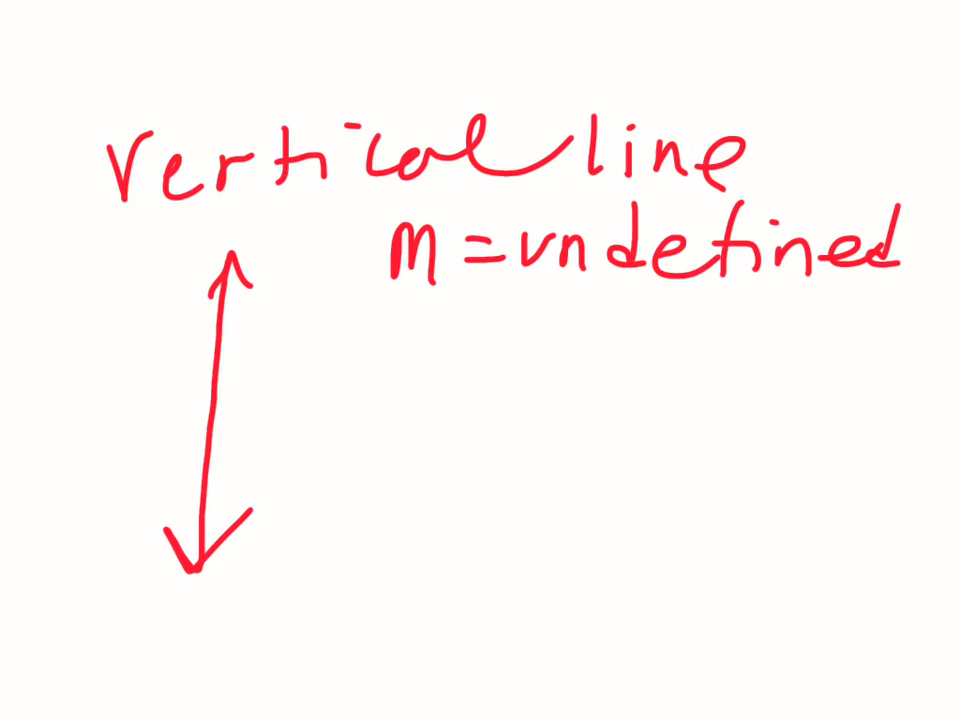 vertical line
m = undefined